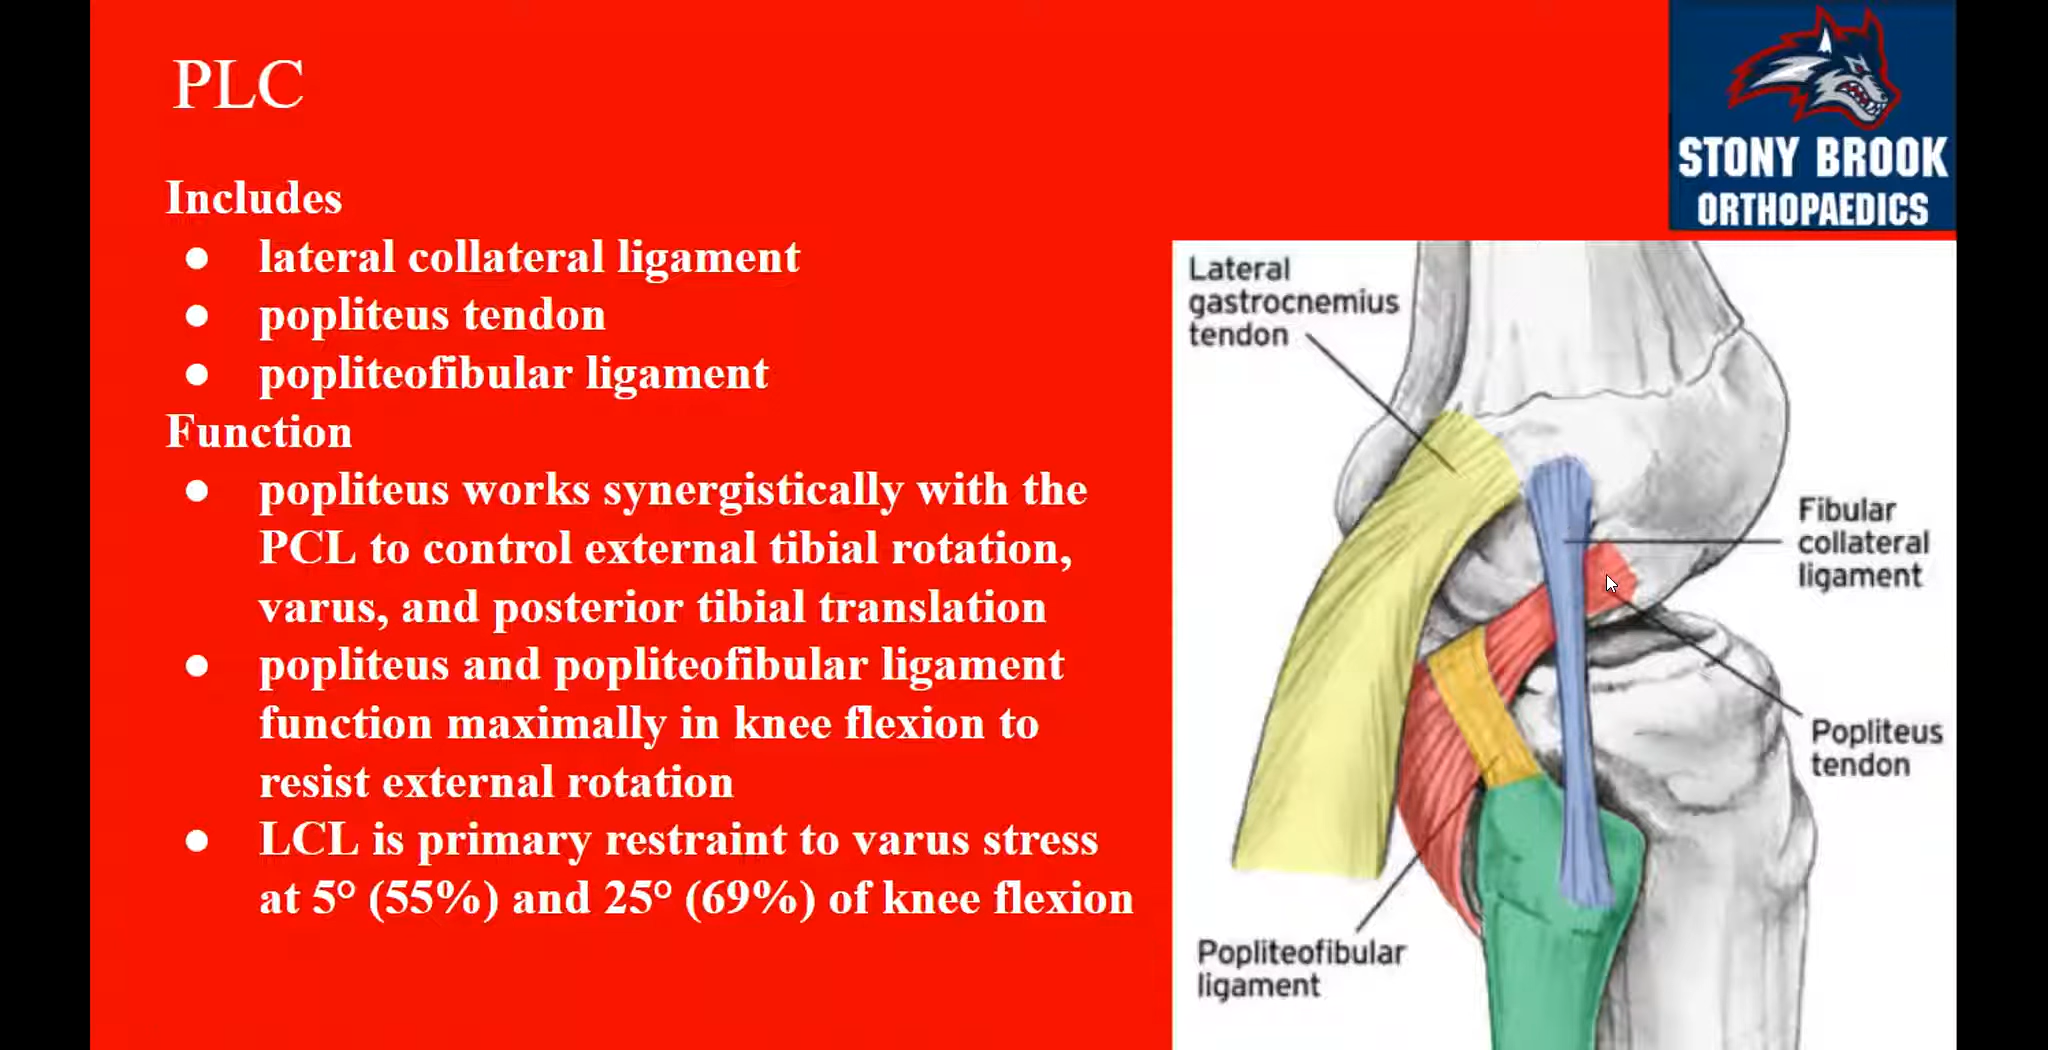 PLC
STONY BROOK
ORTHOPAEDICS
Includes
● lateral collateral ligament
● popliteus tendon
● popliteofibular ligament
Function
● popliteus works synergistically with the
PCL to control external tibial rotation,
varus, and posterior tibial translation
● popliteus and popliteofibular ligament
function maximally in knee flexion to
resist external rotation
● LCL is primary restraint to varus stress
at 5° (55%) and 25° (69%) of knee flexion
Lateral
gastrocnemius
tendon
Fibular
collateral
ligament
Popliteus
tendon
Popliteofibular
ligament